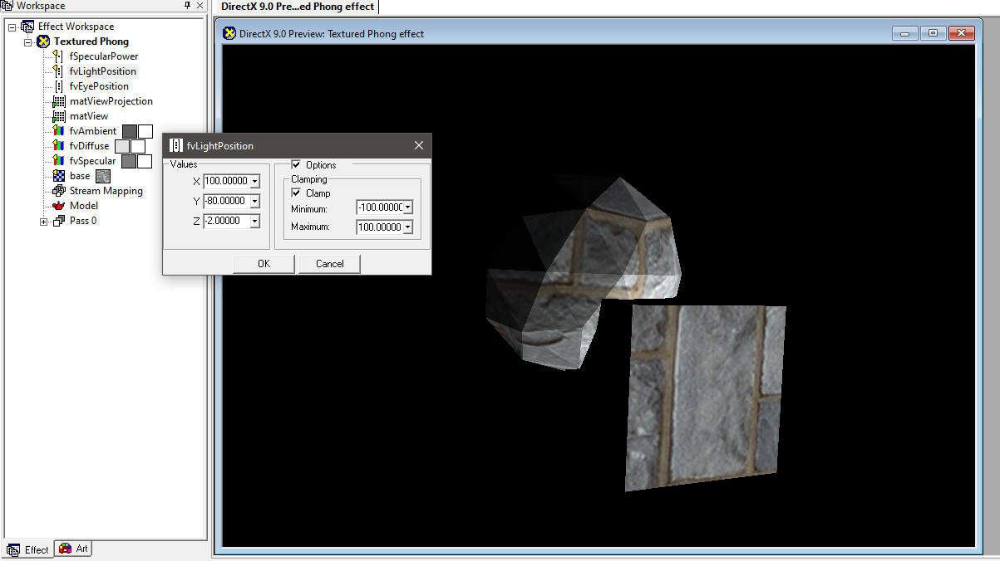 Workspace
DirectX 9.0 Pre...ed Phong effect
Effect Workspace
Textured Phong
fSpecularPower
fvLightPosition
fvEyePosition
matViewProjection
matView
fvAmbient
fvDiffuse
fvSpecular
base
Stream Mapping
Model
Pass 0
Effect
Art
DirectX 9.0 Preview: Textured Phong effect
fvLightPosition
Values
X 100.00000
Y -80.00000
Z -2.00000
Options
Clamping
Clamp
Minimum: -100.0000
Maximum: 100.00000
OK
Cancel